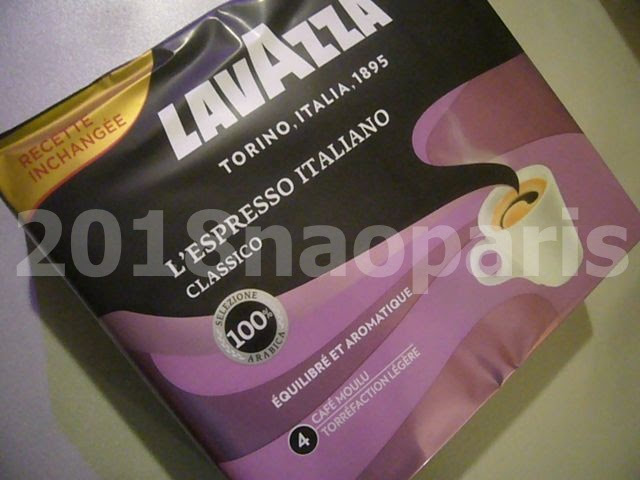 RECETTE
INCHANGÉE
LAVAZZA
TORINO, ITALIA, 1895
L'ESPRESSO ITALIANO
CLASSICO
2018naoparis
SELEZIONE
100%
ARABICA
ÉQUILIBRÉ ET AROMATIQUE
4
CAFÉ MOULU
TORRÉFACTION LÉGÈRE